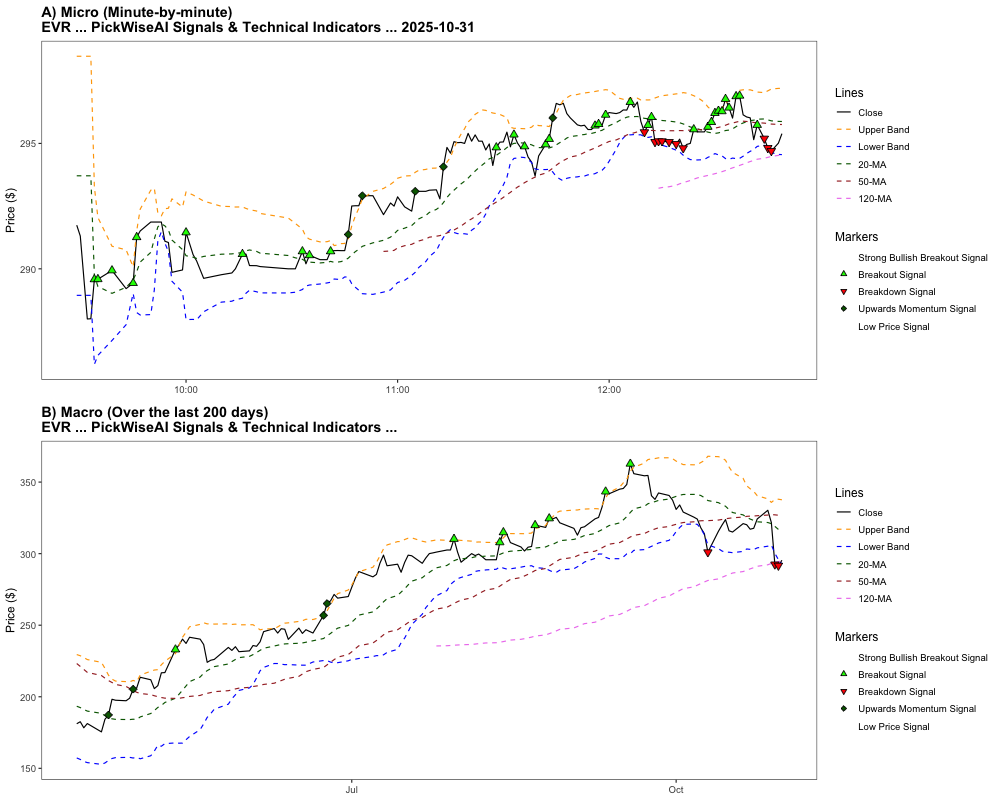 A) Micro (Minute-by-minute)
EVR ... PickWiseAI Signals & Technical Indicators ... 2025-10-31
Price ($)
295
290
10:00
11:00
12:00
Lines
Close
Upper Band
Lower Band
20-MA
50-MA
120-MA
Markers
Strong Bullish Breakout Signal
Breakout Signal
Breakdown Signal
Upwards Momentum Signal
Low Price Signal
B) Macro (Over the last 200 days)
EVR ... PickWiseAI Signals & Technical Indicators ...
Price ($)
350
300
250
200
150
Jul
Oct
Lines
Close
Upper Band
Lower Band
20-MA
50-MA
120-MA
Markers
Strong Bullish Breakout Signal
Breakout Signal
Breakdown Signal
Upwards Momentum Signal
Low Price Signal